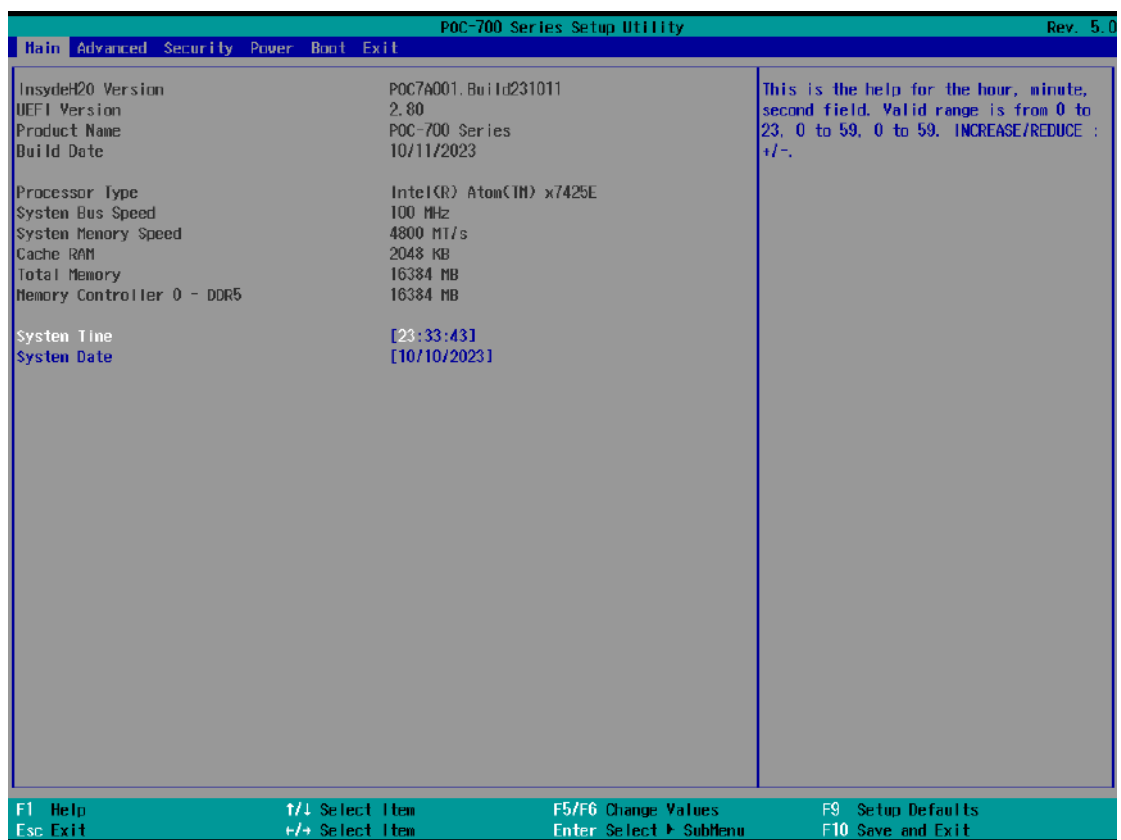 POC-700 Series Setup Utility Rev. 5.0
Main Advanced Security Power Boot Exit
InsydeH20 Version POC7A001.Build231011
UEFI Version 2.80
Product Name POC-700 Series
Build Date 10/11/2023
Processor Type Intel(R) Atom(TM) x7425E
System Bus Speed 100 MHz
System Memory Speed 4800 MT/s
Cache RAM 2048 KB
Total Memory 16384 MB
Memory Controller 0 - DDR5 16384 MB
System Time [23:33:43]
System Date [10/10/2023]
This is the help for the hour, minute,
second field. Valid range is from 0 to
23, 0 to 59, 0 to 59. INCREASE/REDUCE :
+/-.
F1 Help ↑/↓ Select Item F5/F6 Change Values F9 Setup Defaults
Esc Exit ←/→ Select Item Enter Select ► SubMenu F10 Save and Exit